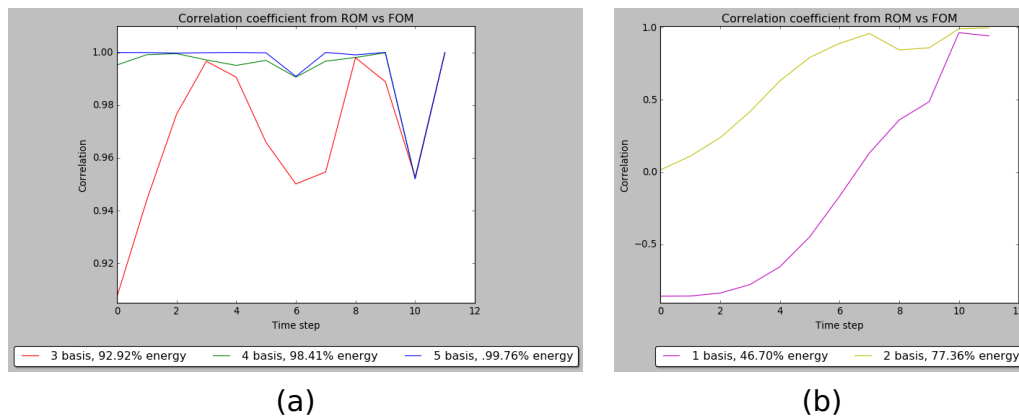 Correlation coefficient from ROM vs FOM
1.00
0.98
0.96
0.94
0.92
Correlation
0 2 4 6 8 10 12
Time step
3 basis, 92.92% energy 4 basis, 98.41% energy 5 basis, .99.76% energy
(a)
Correlation coefficient from ROM vs FOM
1.0
0.5
0.0
−0.5
Correlation
0 2 4 6 8 10 12
Time step
1 basis, 46.70% energy 2 basis, 77.36% energy
(b)